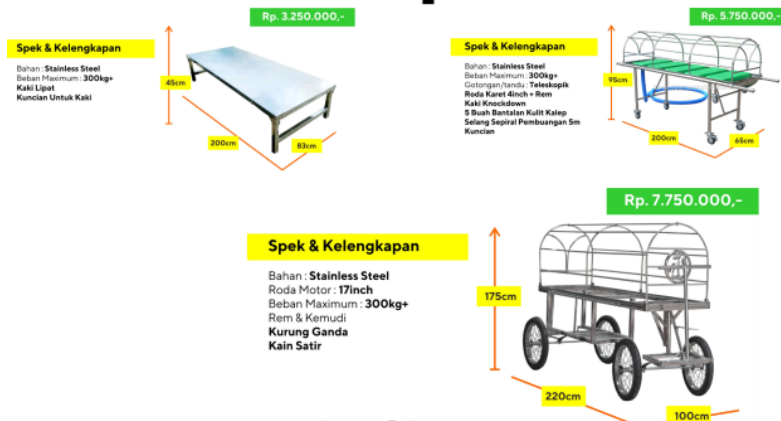 Rp. 3.250.000,-
Spek & Kelengkapan
Bahan : Stainless Steel
Beban Maximum : 300kg+
Kaki Lipat
Kuncian Untuk Kaki
45cm
200cm
83cm
Rp. 5.750.000,-
Spek & Kelengkapan
Bahan : Stainless Steel
Beban Maximum : 300kg+
Gotongan/tandu : Teleskopik
Roda Karet 4inch + Rem
Kaki Knockdown
5 Buah Bantalan Kulit Kalep
Selang Sepiral Pembuangan 5m
Kuncian
95cm
200cm
65cm
Rp. 7.750.000,-
Spek & Kelengkapan
Bahan : Stainless Steel
Roda Motor : 17inch
Beban Maximum : 300kg+
Rem & Kemudi
Kurung Ganda
Kain Satir
175cm
220cm
100cm